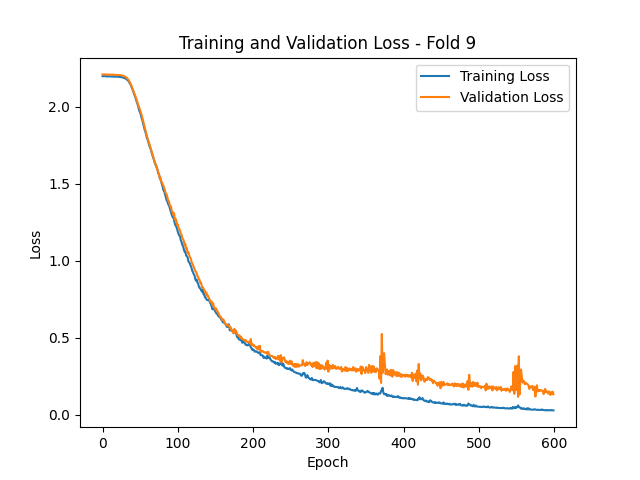 Training and Validation Loss - Fold 9
Training Loss
Validation Loss
Loss
2.0
1.5
1.0
0.5
0.0
0 100 200 300 400 500 600
Epoch